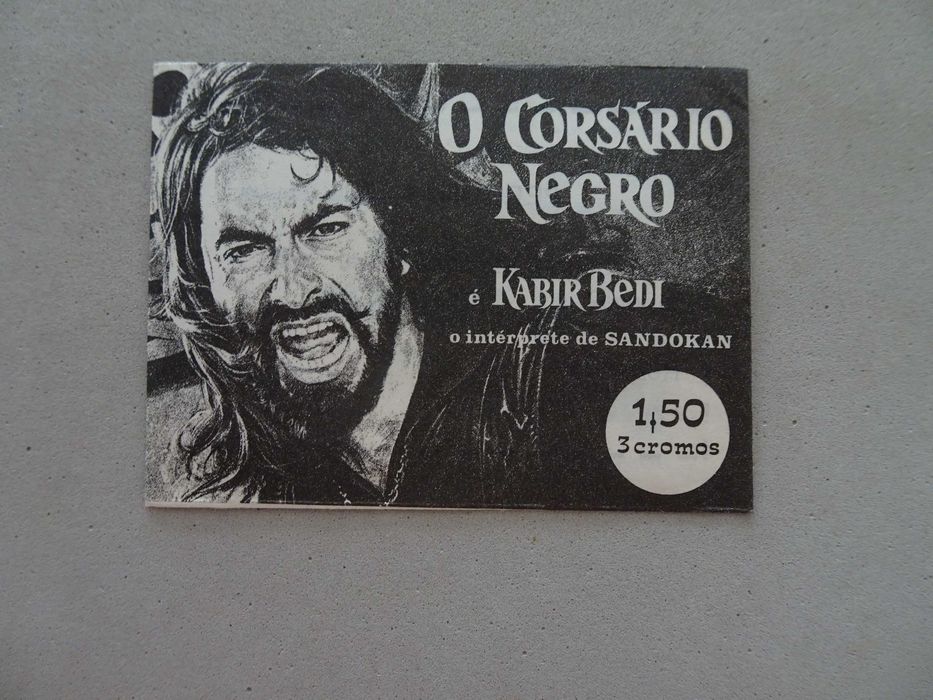 O CORSÁRIO
NEGRO
é KABIR BEDI
o intérprete de SANDOKAN
1,50
3 cromos